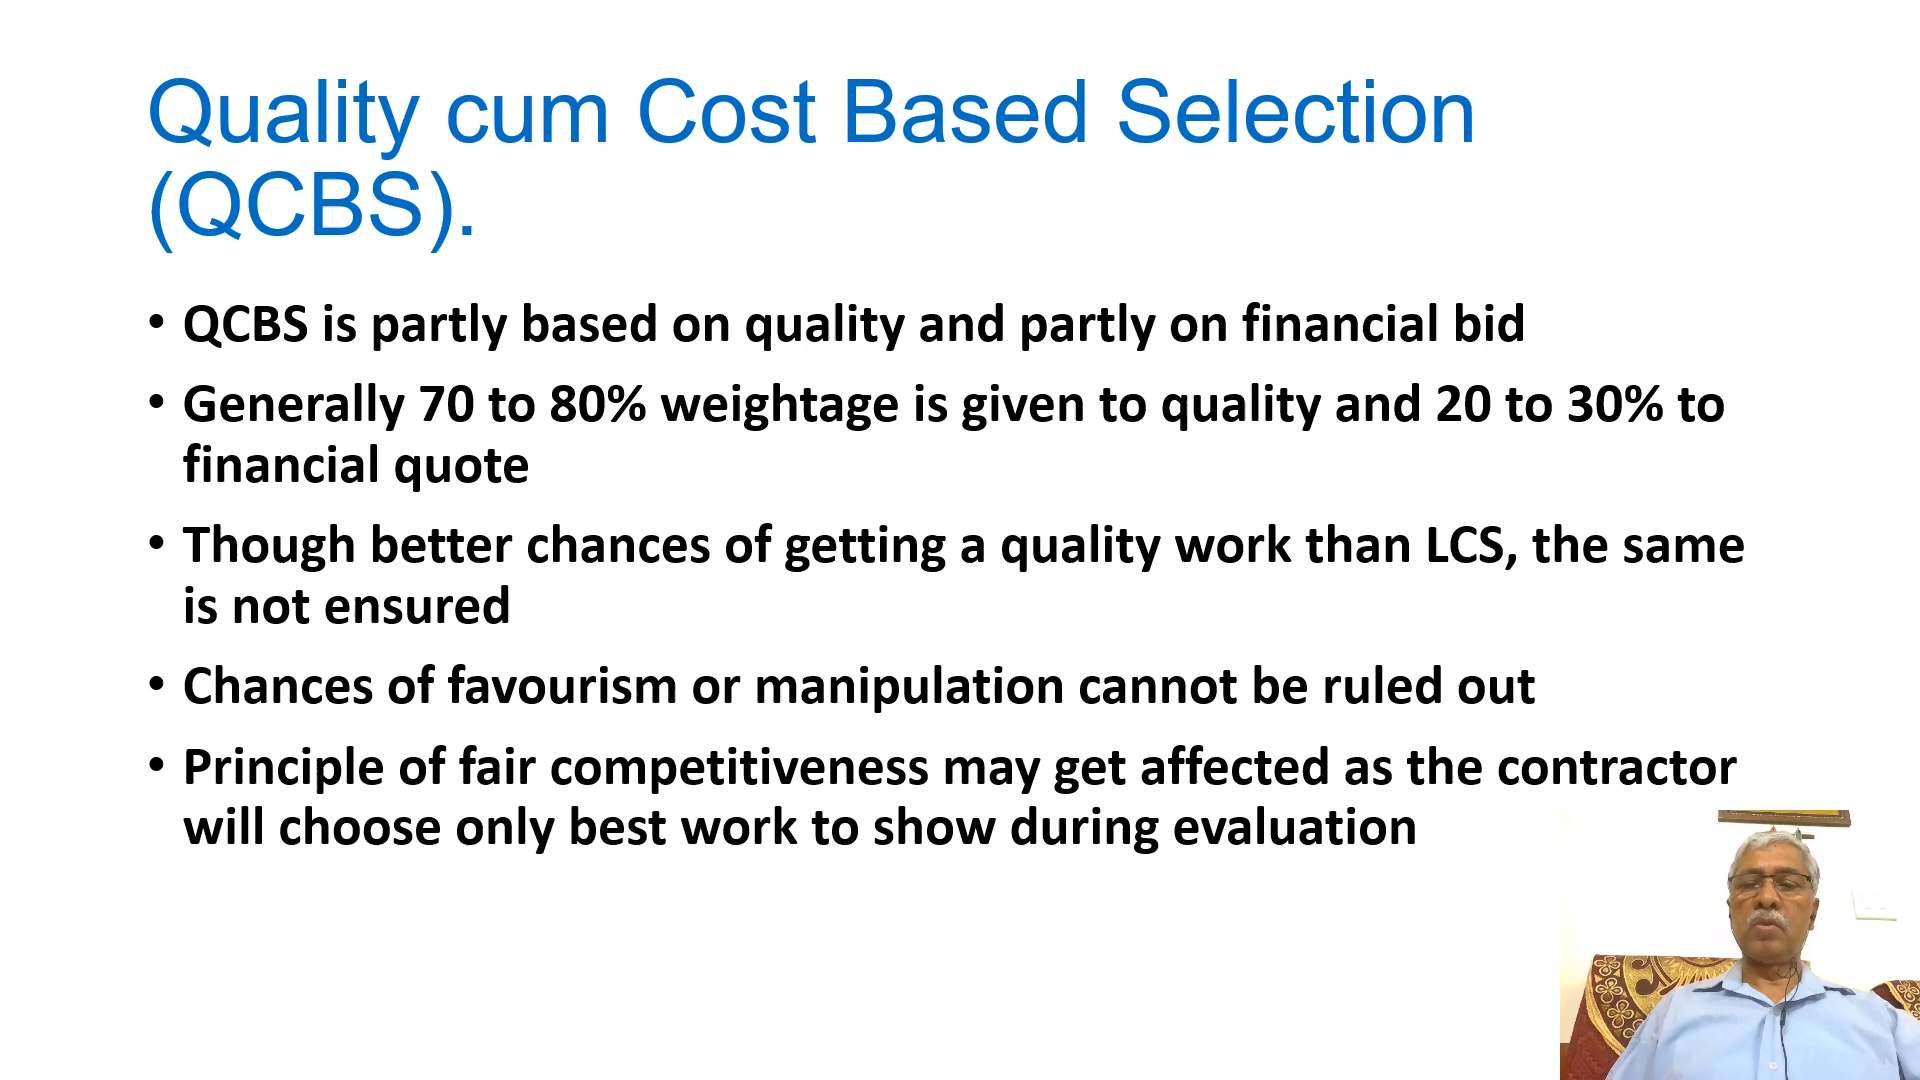 Quality cum Cost Based Selection
(QCBS).
• QCBS is partly based on quality and partly on financial bid
• Generally 70 to 80% weightage is given to quality and 20 to 30% to
financial quote
• Though better chances of getting a quality work than LCS, the same
is not ensured
• Chances of favourism or manipulation cannot be ruled out
• Principle of fair competitiveness may get affected as the contractor
will choose only best work to show during evaluation